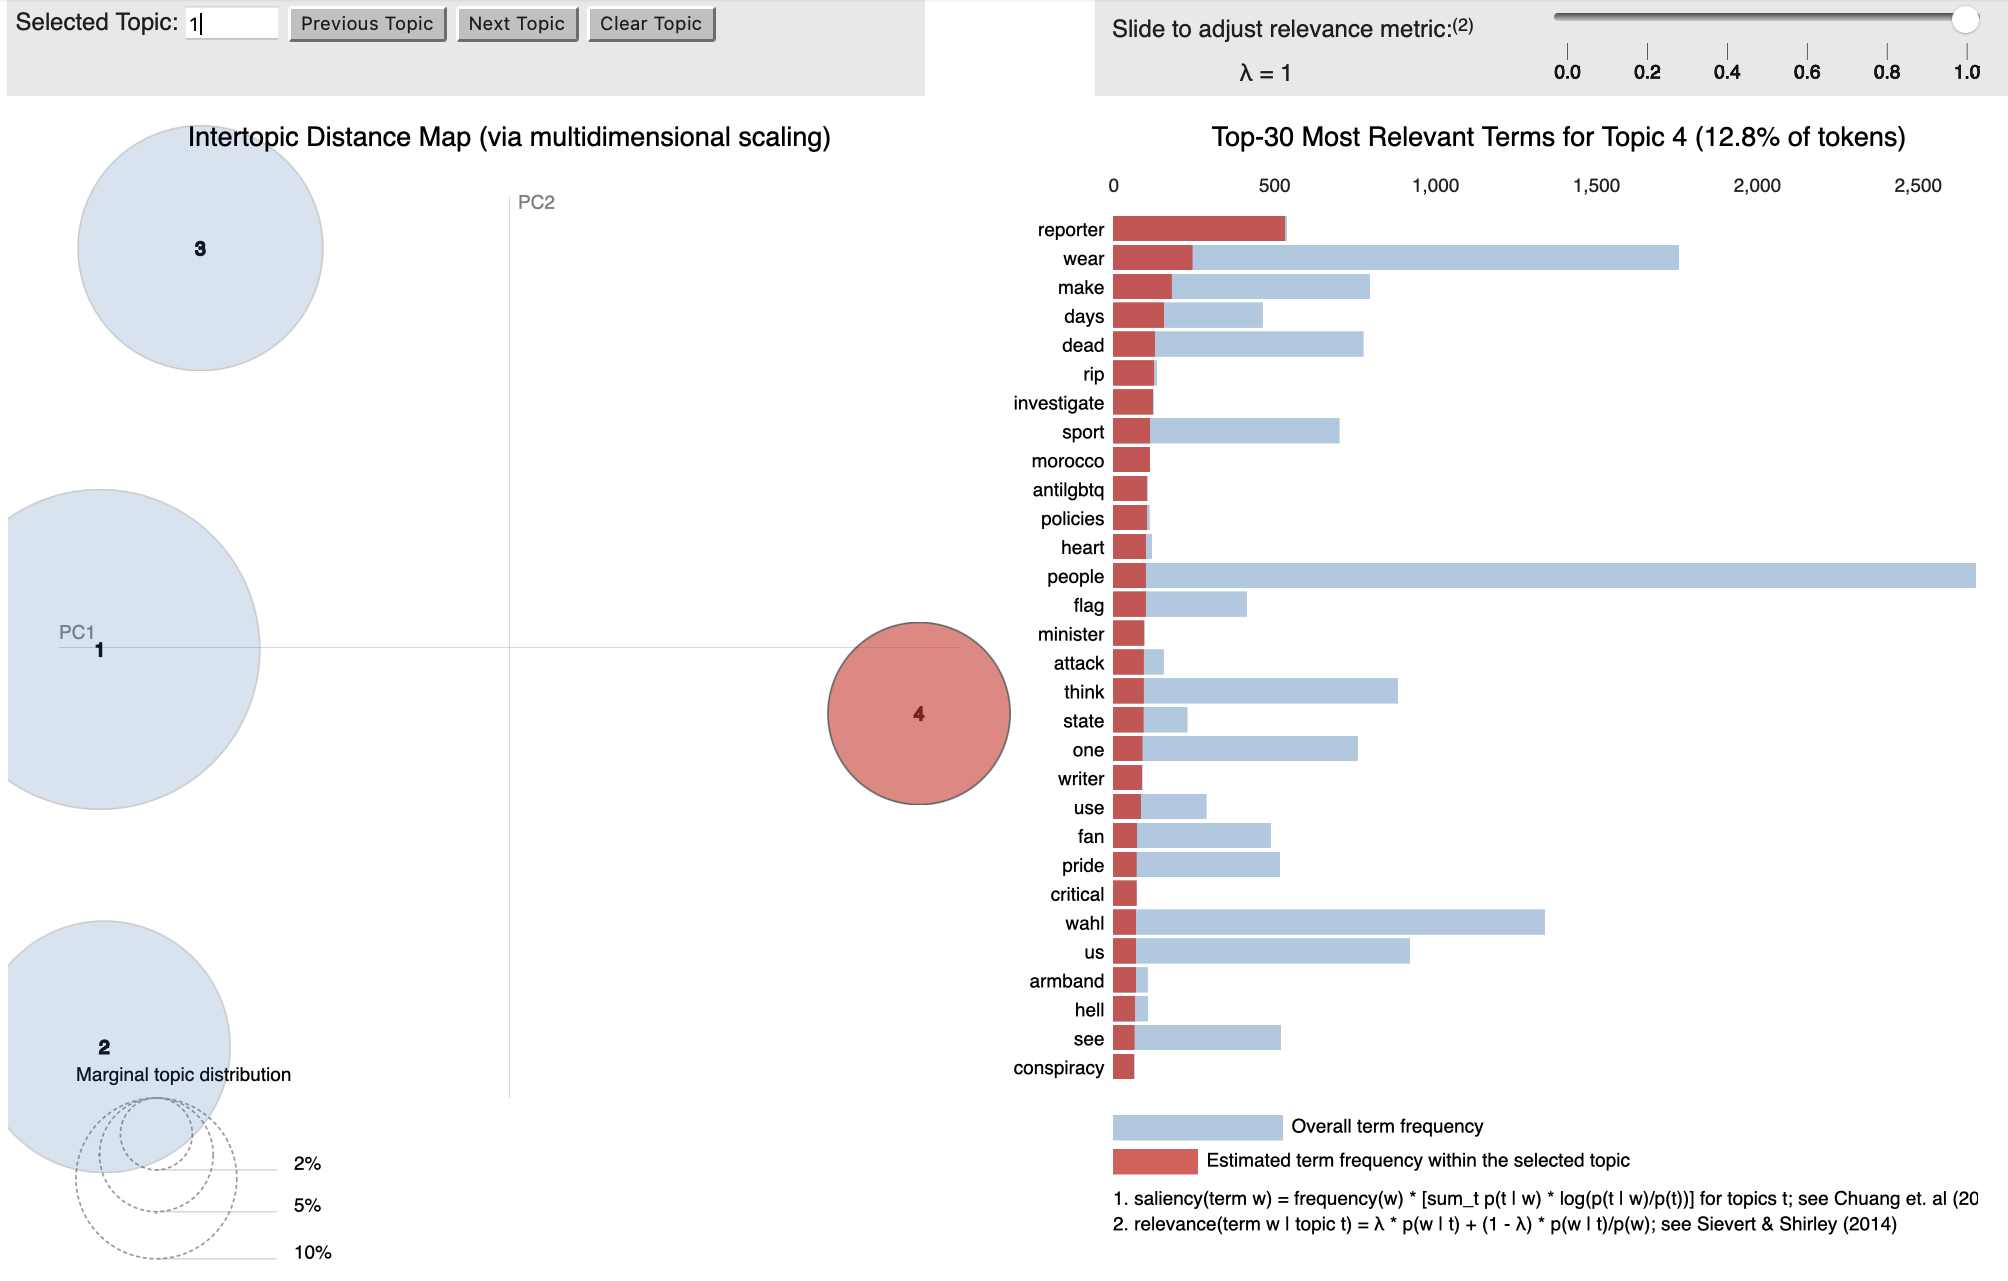 Selected Topic: 1 Previous Topic Next Topic Clear Topic
Slide to adjust relevance metric:(2)
λ = 1
0.0 0.2 0.4 0.6 0.8 1.0
Intertopic Distance Map (via multidimensional scaling)
PC2
PC1
3
1
4
2
Marginal topic distribution
2%
5%
10%
Top-30 Most Relevant Terms for Topic 4 (12.8% of tokens)
0 500 1,000 1,500 2,000 2,500
reporter
wear
make
days
dead
rip
investigate
sport
morocco
antilgbtq
policies
heart
people
flag
minister
attack
think
state
one
writer
use
fan
pride
critical
wahl
us
armband
hell
see
conspiracy
Overall term frequency
Estimated term frequency within the selected topic
1. saliency(term w) = frequency(w) * [sum_t p(t | w) * log(p(t | w)/p(t))] for topics t; see Chuang et. al (20
2. relevance(term w | topic t) = λ * p(w | t) + (1 - λ) * p(w | t)/p(w); see Sievert & Shirley (2014)